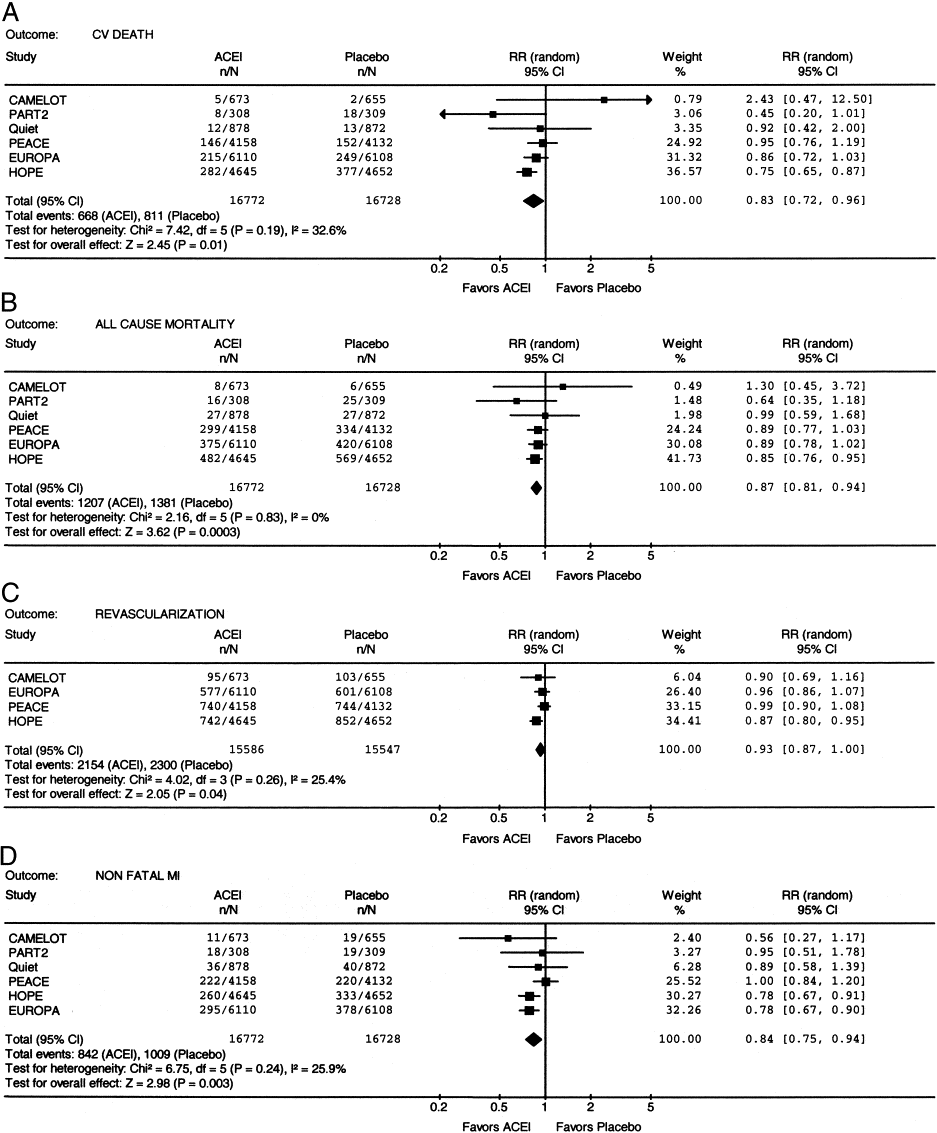 A
Outcome: CV DEATH
Study ACEI Placebo RR (random) Weight RR (random)
n/N n/N 95% CI % 95% CI
CAMELOT 5/673 2/655 0.79 2.43 [0.47, 12.50]
PART2 8/308 18/309 3.06 0.45 [0.20, 1.01]
Quiet 12/878 13/872 3.35 0.92 [0.42, 2.00]
PEACE 146/4158 152/4132 24.92 0.95 [0.76, 1.19]
EUROPA 215/6110 249/6108 31.32 0.86 [0.72, 1.03]
HOPE 282/4645 377/4652 36.57 0.75 [0.65, 0.87]
Total (95% CI) 16772 16728 100.00 0.83 [0.72, 0.96]
Total events: 668 (ACEI), 811 (Placebo)
Test for heterogeneity: Chi² = 7.42, df = 5 (P = 0.19), I² = 32.6%
Test for overall effect: Z = 2.45 (P = 0.01)
0.2 0.5 1 2 5
Favors ACEI Favors Placebo
B
Outcome: ALL CAUSE MORTALITY
Study ACEI Placebo RR (random) Weight RR (random)
n/N n/N 95% CI % 95% CI
CAMELOT 8/673 6/655 0.49 1.30 [0.45, 3.72]
PART2 16/308 25/309 1.48 0.64 [0.35, 1.18]
Quiet 27/878 27/872 1.98 0.99 [0.59, 1.68]
PEACE 299/4158 334/4132 24.24 0.89 [0.77, 1.03]
EUROPA 375/6110 420/6108 30.08 0.89 [0.78, 1.02]
HOPE 482/4645 569/4652 41.73 0.85 [0.76, 0.95]
Total (95% CI) 16772 16728 100.00 0.87 [0.81, 0.94]
Total events: 1207 (ACEI), 1381 (Placebo)
Test for heterogeneity: Chi² = 2.16, df = 5 (P = 0.83), I² = 0%
Test for overall effect: Z = 3.62 (P = 0.0003)
0.2 0.5 1 2 5
Favors ACEI Favors Placebo
C
Outcome: REVASCULARIZATION
Study ACEI Placebo RR (random) Weight RR (random)
n/N n/N 95% CI % 95% CI
CAMELOT 95/673 103/655 6.04 0.90 [0.69, 1.16]
EUROPA 577/6110 601/6108 26.40 0.96 [0.86, 1.07]
PEACE 740/4158 744/4132 33.15 0.99 [0.90, 1.08]
HOPE 742/4645 852/4652 34.41 0.87 [0.80, 0.95]
Total (95% CI) 15586 15547 100.00 0.93 [0.87, 1.00]
Total events: 2154 (ACEI), 2300 (Placebo)
Test for heterogeneity: Chi² = 4.02, df = 3 (P = 0.26), I² = 25.4%
Test for overall effect: Z = 2.05 (P = 0.04)
0.2 0.5 1 2 5
Favors ACEI Favors Placebo
D
Outcome: NON FATAL MI
Study ACEI Placebo RR (random) Weight RR (random)
n/N n/N 95% CI % 95% CI
CAMELOT 11/673 19/655 2.40 0.56 [0.27, 1.17]
PART2 18/308 19/309 3.27 0.95 [0.51, 1.78]
Quiet 36/878 40/872 6.28 0.89 [0.58, 1.39]
PEACE 222/4158 220/4132 25.52 1.00 [0.84, 1.20]
HOPE 260/4645 333/4652 30.27 0.78 [0.67, 0.91]
EUROPA 295/6110 378/6108 32.26 0.78 [0.67, 0.90]
Total (95% CI) 16772 16728 100.00 0.84 [0.75, 0.94]
Total events: 842 (ACEI), 1009 (Placebo)
Test for heterogeneity: Chi² = 6.75, df = 5 (P = 0.24), I² = 25.9%
Test for overall effect: Z = 2.98 (P = 0.003)
0.2 0.5 1 2 5
Favors ACEI Favors Placebo